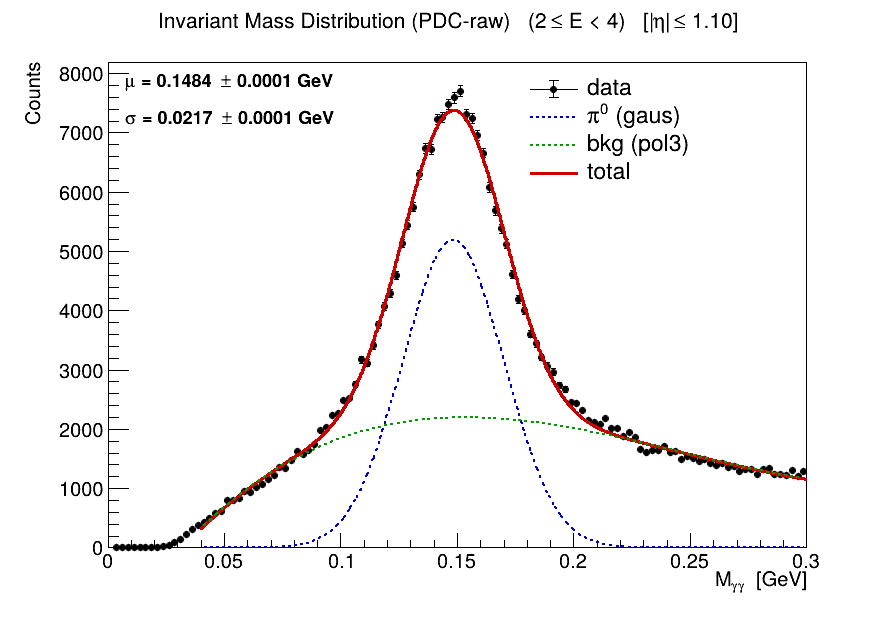 Invariant Mass Distribution (PDC-raw) (2 ≤ E < 4) [|η| ≤ 1.10]
Counts
μ = 0.1484 ± 0.0001 GeV
σ = 0.0217 ± 0.0001 GeV
data
π⁰ (gaus)
bkg (pol3)
total
8000
7000
6000
5000
4000
3000
2000
1000
0
0 0.05 0.1 0.15 0.2 0.25 0.3
Mγγ [GeV]